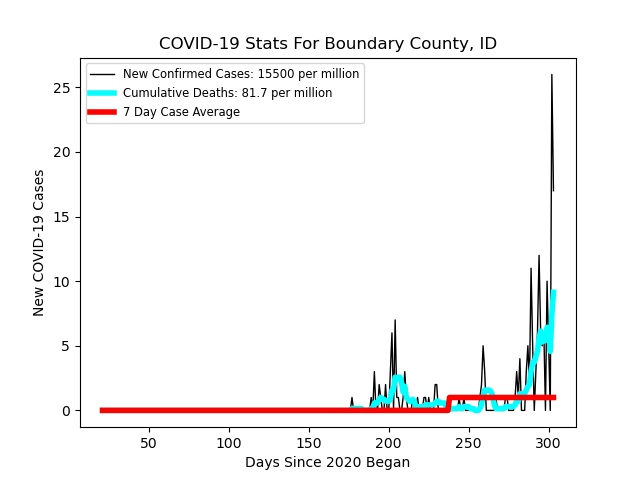 COVID-19 Stats For Boundary County, ID
New Confirmed Cases: 15500 per million
Cumulative Deaths: 81.7 per million
7 Day Case Average
New COVID-19 Cases
25
20
15
10
5
0
50 100 150 200 250 300
Days Since 2020 Began